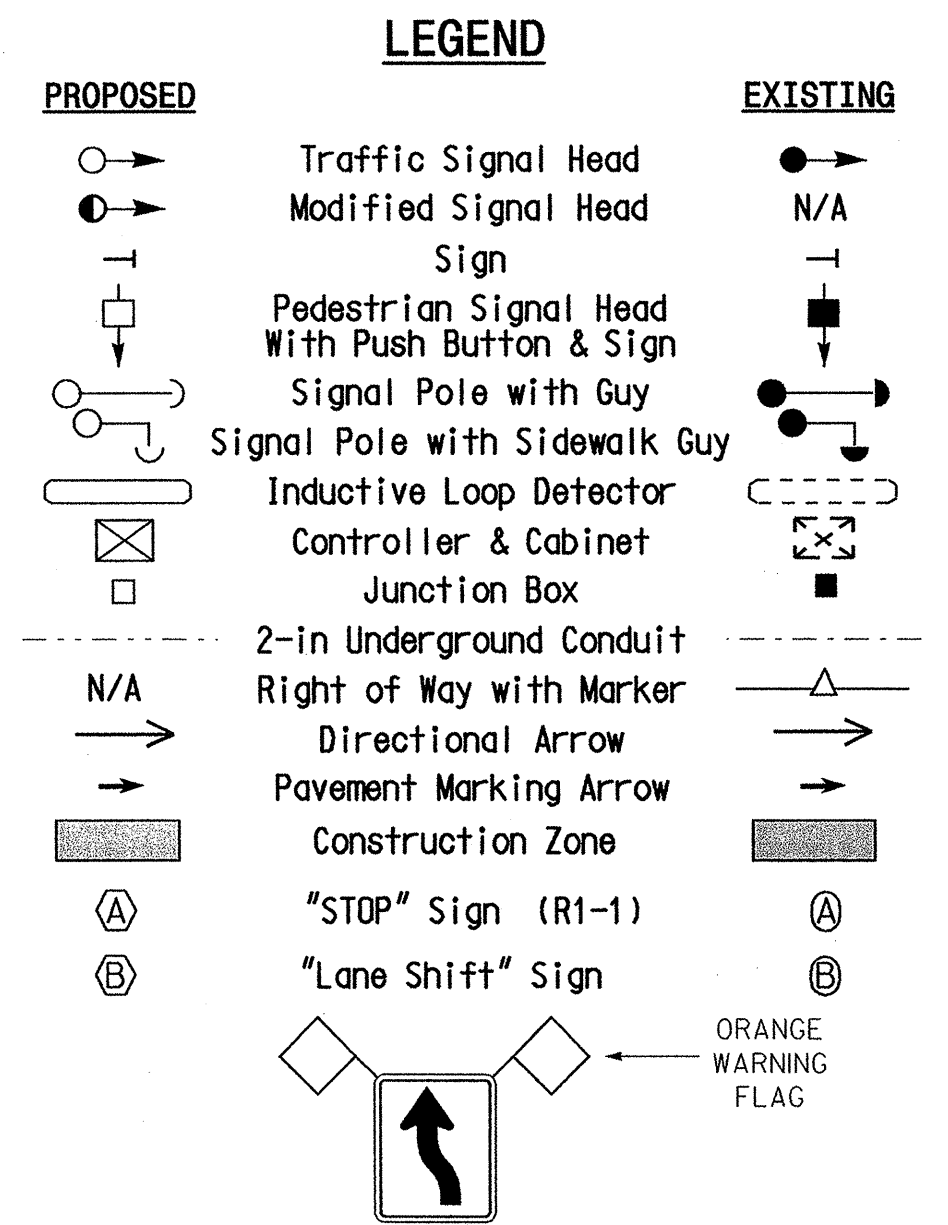 LEGEND
PROPOSED EXISTING
Traffic Signal Head
Modified Signal Head N/A
Sign
Pedestrian Signal Head
With Push Button & Sign
Signal Pole with Guy
Signal Pole with Sidewalk Guy
Inductive Loop Detector
Controller & Cabinet
Junction Box
2-in Underground Conduit
N/A Right of Way with Marker
Directional Arrow
Pavement Marking Arrow
Construction Zone
A "STOP" Sign (R1-1) A
B "Lane Shift" Sign B
ORANGE
WARNING
FLAG